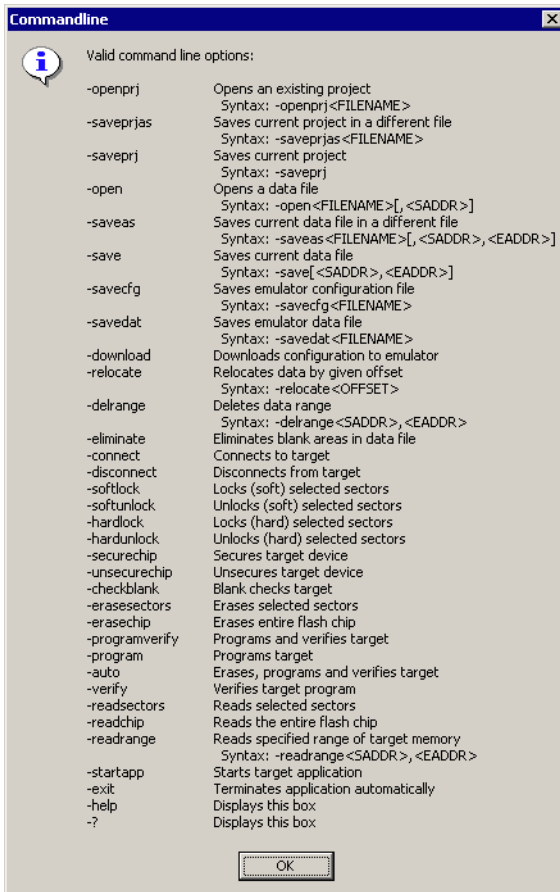 Commandline
Valid command line options:
-openprj Opens an existing project
Syntax: -openprj<FILENAME>
-saveprjas Saves current project in a different file
Syntax: -saveprjas<FILENAME>
-saveprj Saves current project
Syntax: -saveprj
-open Opens a data file
Syntax: -open<FILENAME>[,<SADDR>]
-saveas Saves current data file in a different file
Syntax: -saveas<FILENAME>[,<SADDR>,<EADDR>]
-save Saves current data file
Syntax: -save[<SADDR>,<EADDR>]
-savecfg Saves emulator configuration file
Syntax: -savecfg<FILENAME>
-savedat Saves emulator data file
Syntax: -savedat<FILENAME>
-download Downloads configuration to emulator
-relocate Relocates data by given offset
Syntax: -relocate<OFFSET>
-delrange Deletes data range
Syntax: -delrange<SADDR>,<EADDR>
-eliminate Eliminates blank areas in data file
-connect Connects to target
-disconnect Disconnects from target
-softlock Locks (soft) selected sectors
-softunlock Unlocks (soft) selected sectors
-hardlock Locks (hard) selected sectors
-hardunlock Unlocks (hard) selected sectors
-securechip Secures target device
-unsecurechip Unsecures target device
-checkblank Blank checks target
-erasesectors Erases selected sectors
-erasechip Erases entire flash chip
-programverify Programs and verifies target
-program Programs target
-auto Erases, programs and verifies target
-verify Verifies target program
-readsectors Reads selected sectors
-readchip Reads the entire flash chip
-readrange Reads specified range of target memory
Syntax: -readrange<SADDR>,<EADDR>
-startapp Starts target application
-exit Terminates application automatically
-help Displays this box
-? Displays this box
OK